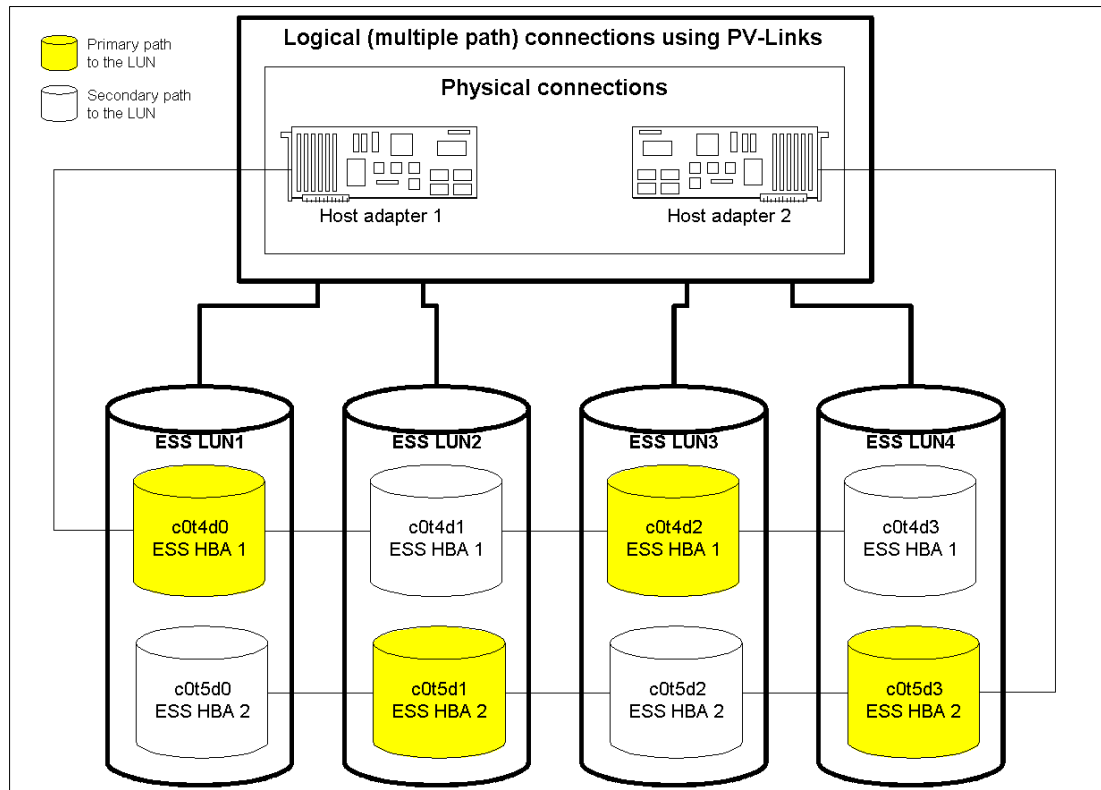 Primary path
to the LUN
Secondary path
to the LUN
Logical (multiple path) connections using PV-Links
Physical connections
Host adapter 1
Host adapter 2
ESS LUN1
ESS LUN2
ESS LUN3
ESS LUN4
c0t4d0
ESS HBA 1
c0t4d1
ESS HBA 1
c0t4d2
ESS HBA 1
c0t4d3
ESS HBA 1
c0t5d0
ESS HBA 2
c0t5d1
ESS HBA 2
c0t5d2
ESS HBA 2
c0t5d3
ESS HBA 2